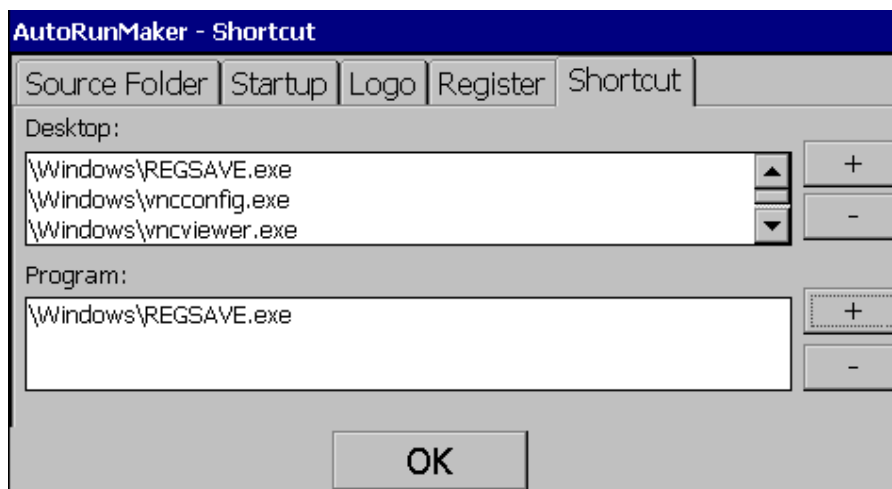 AutoRunMaker - Shortcut
Source Folder Startup Logo Register Shortcut
Desktop:
\Windows\REGSAVE.exe
\Windows\vncconfig.exe
\Windows\vncviewer.exe
+
-
Program:
\Windows\REGSAVE.exe
+
-
OK